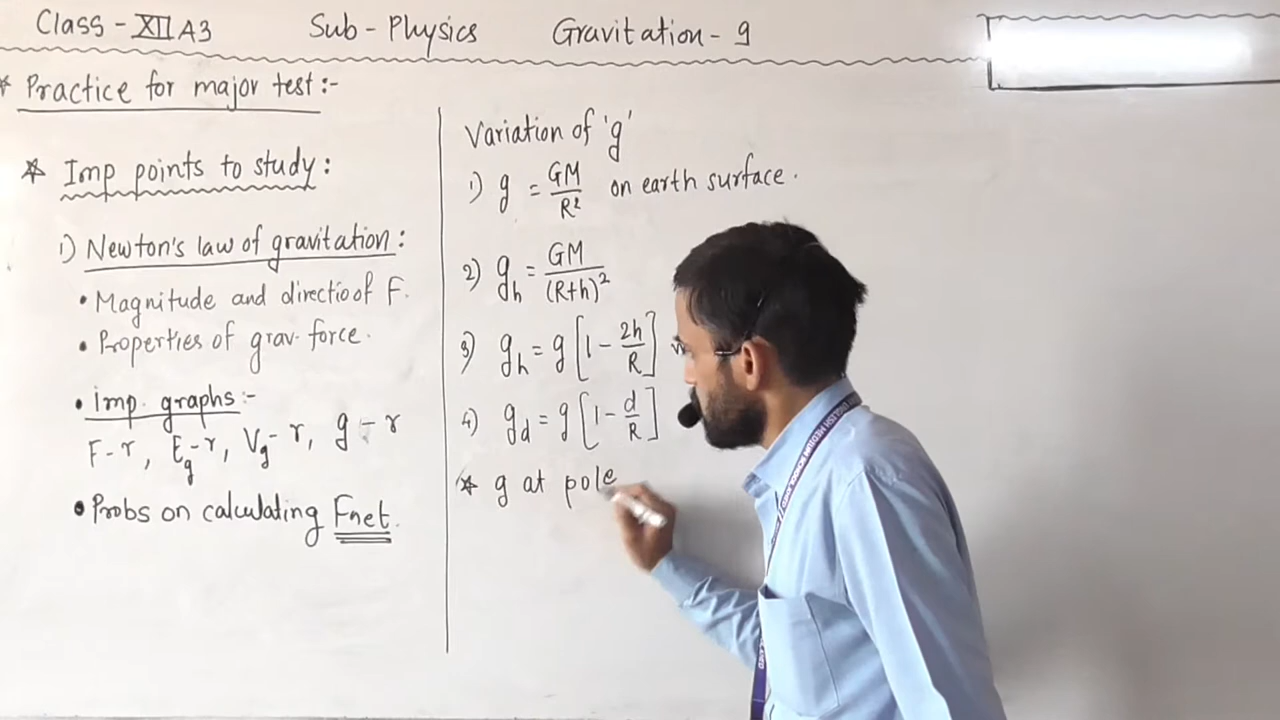 Class - XII A3 Sub - Physics Gravitation - 9
* Practice for major test :-
* Imp points to study :
1) Newton's law of gravitation :
• Magnitude and directio of F.
• Properties of grav. force.
• imp. graphs :-
F - r, Eg - r, Vg - r, g - r
• Probs on calculating Fnet.
Variation of 'g'
1) g = GM/R² on earth surface.
2) gh = GM/(R+h)²
3) gh = g [1 - 2h/R]
4) gd = g [1 - d/R]
* g at pole
ENGLISH MEDIUM SCHOOL